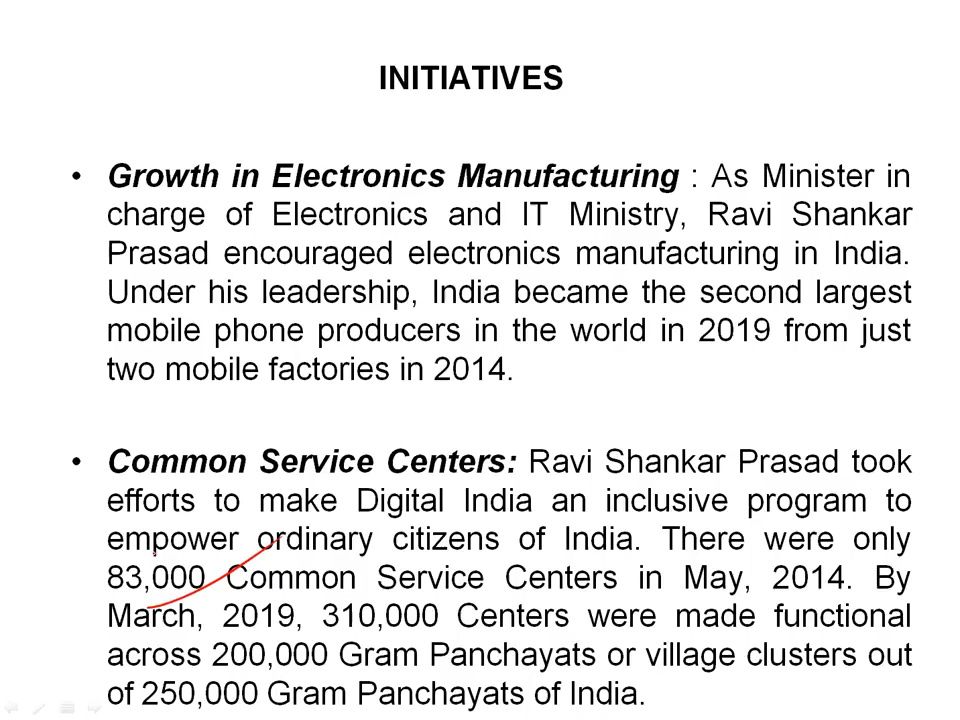 INITIATIVES
• Growth in Electronics Manufacturing : As Minister in
charge of Electronics and IT Ministry, Ravi Shankar
Prasad encouraged electronics manufacturing in India.
Under his leadership, India became the second largest
mobile phone producers in the world in 2019 from just
two mobile factories in 2014.
• Common Service Centers: Ravi Shankar Prasad took
efforts to make Digital India an inclusive program to
empower ordinary citizens of India. There were only
83,000 Common Service Centers in May, 2014. By
March, 2019, 310,000 Centers were made functional
across 200,000 Gram Panchayats or village clusters out
of 250,000 Gram Panchayats of India.